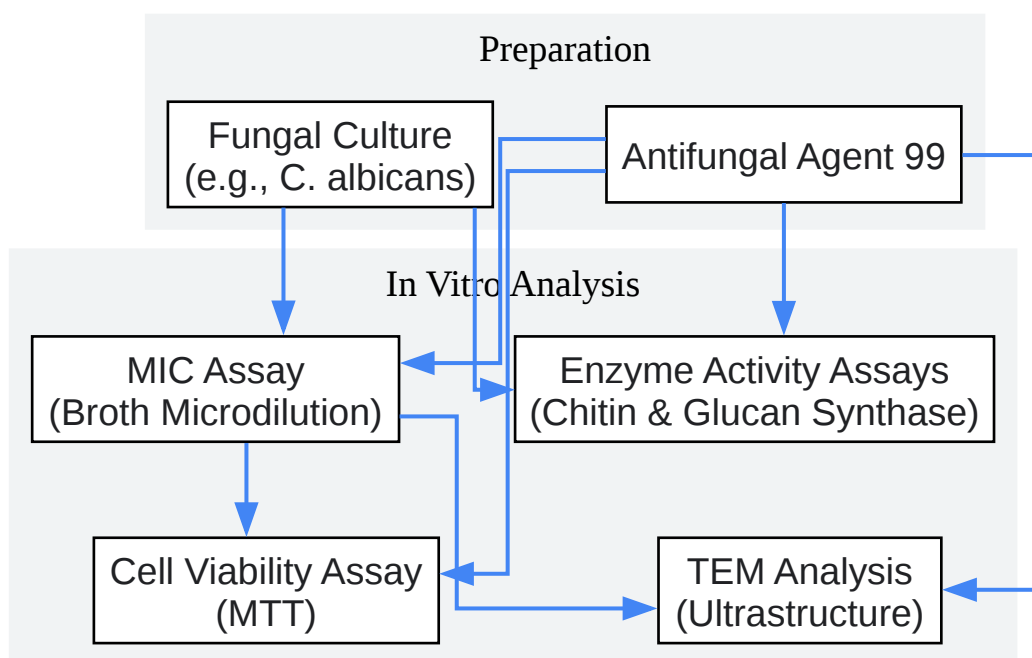 Preparation
Fungal Culture
(e.g., C. albicans)
Antifungal Agent 99
In Vitro Analysis
MIC Assay
(Broth Microdilution)
Enzyme Activity Assays
(Chitin & Glucan Synthase)
Cell Viability Assay
(MTT)
TEM Analysis
(Ultrastructure)